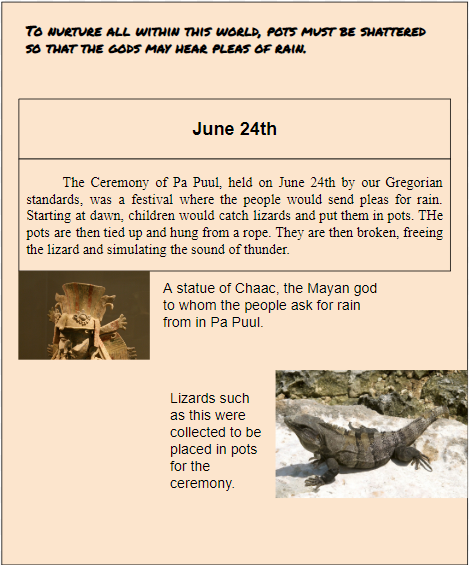 To nurture all within this world, pots must be shattered
so that the gods may hear pleas of rain.
June 24th
The Ceremony of Pa Puul, held on June 24th by our Gregorian
standards, was a festival where the people would send pleas for rain.
Starting at dawn, children would catch lizards and put them in pots. THe
pots are then tied up and hung from a rope. They are then broken, freeing
the lizard and simulating the sound of thunder.
A statue of Chaac, the Mayan god
to whom the people ask for rain
from in Pa Puul.
Lizards such
as this were
collected to be
placed in pots
for the
ceremony.